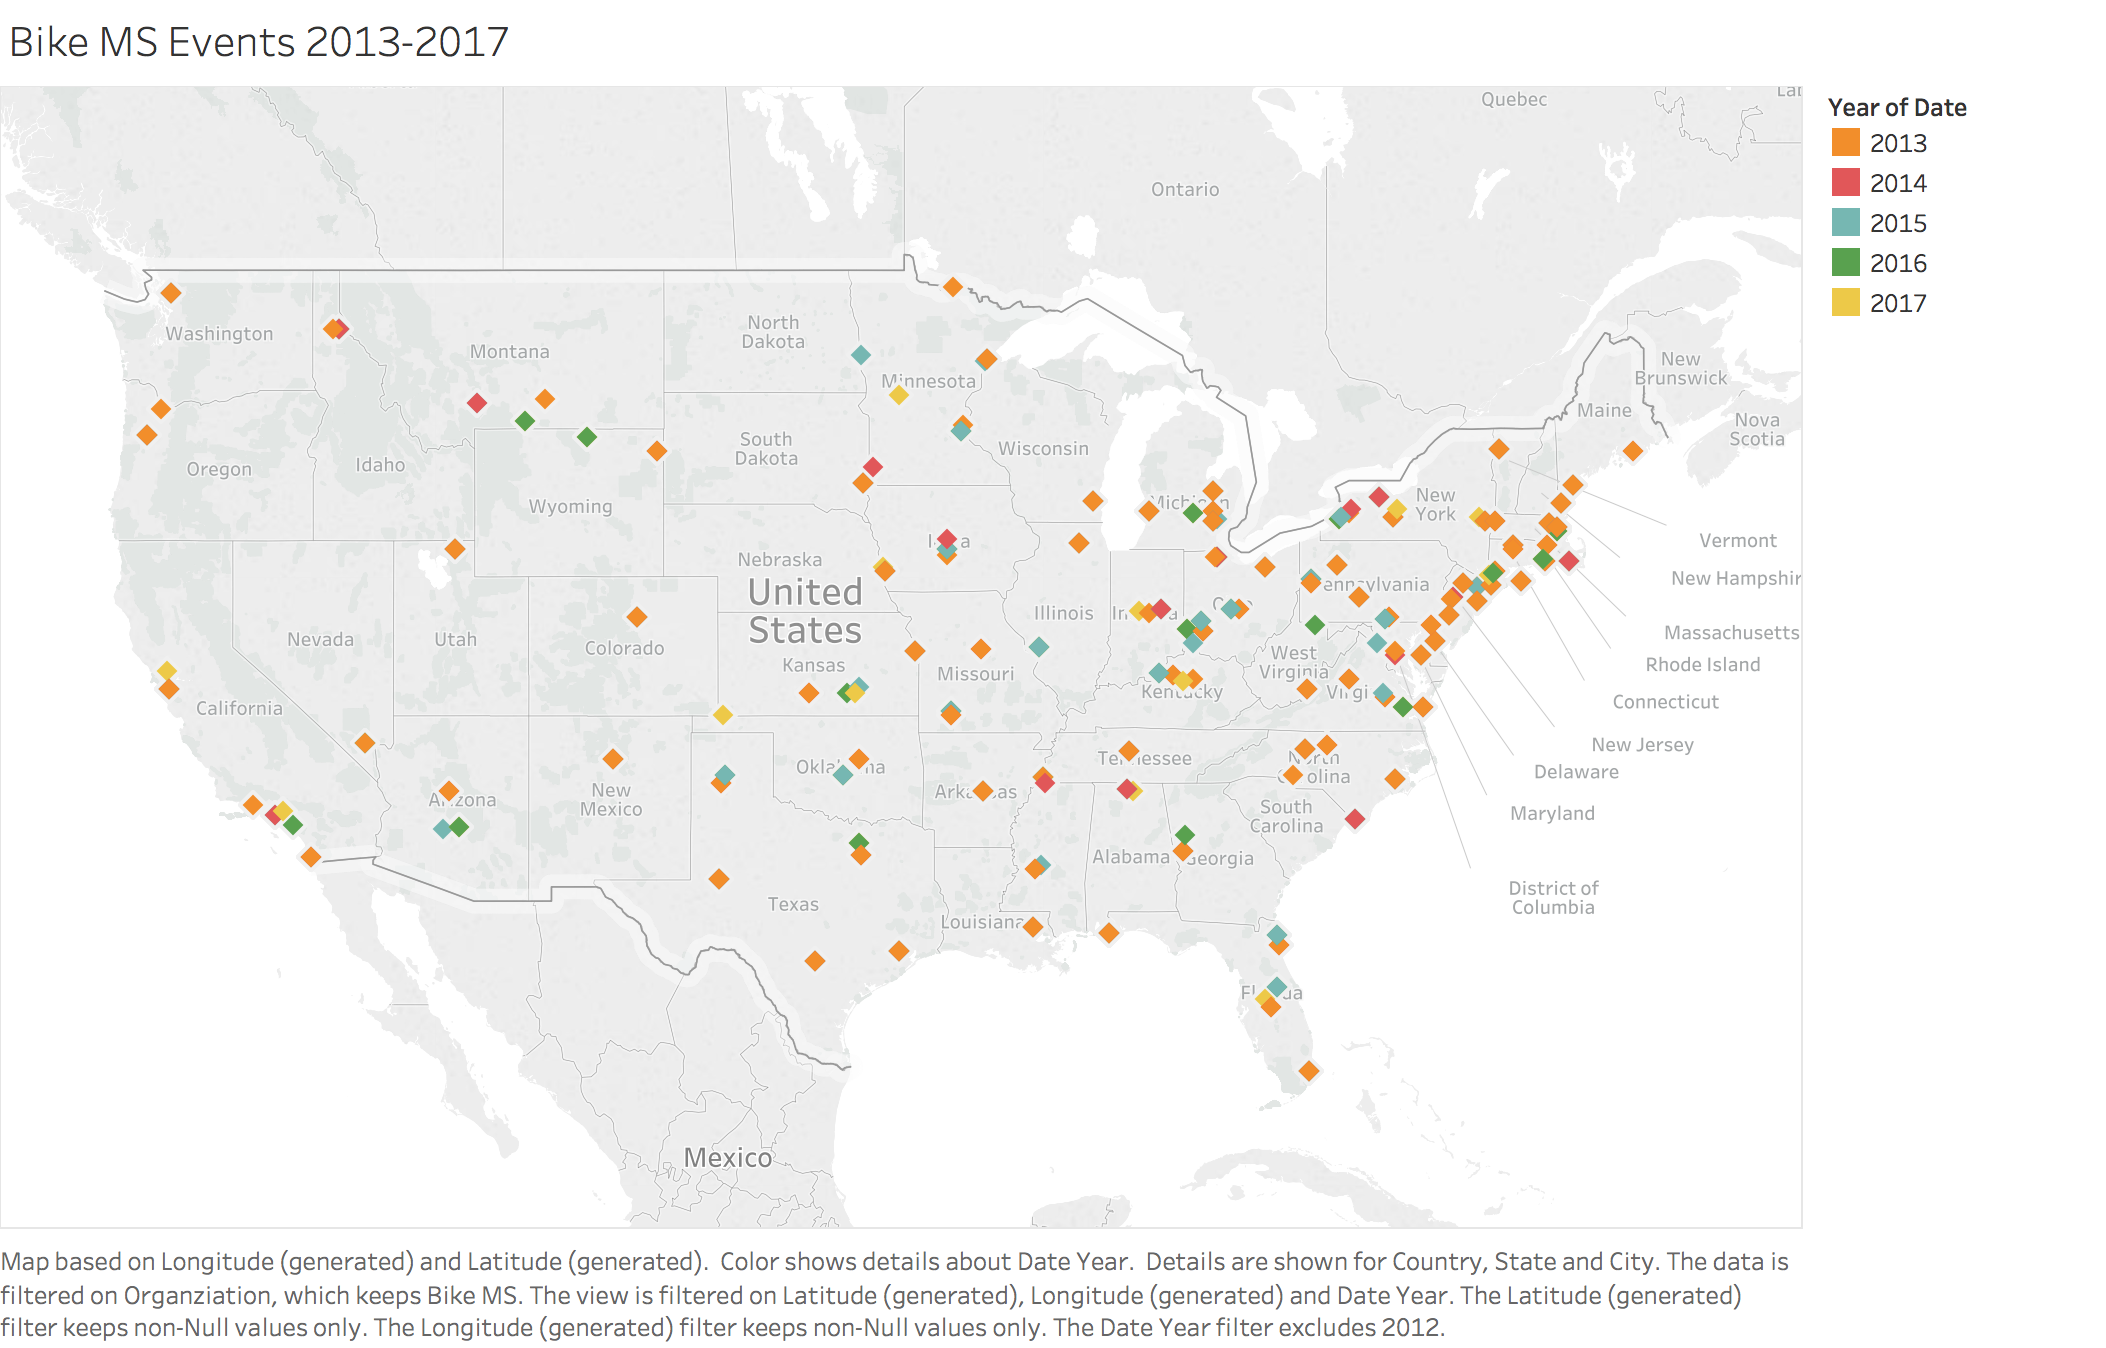 Bike MS Events 2013-2017
Year of Date
2013
2014
2015
2016
2017
Quebec
Ontario
Washington
Montana
North
Dakota
Minnesota
New
Brunswick
Maine
Nova
Scotia
Oregon
Idaho
South
Dakota
Wisconsin
Wyoming
New
York
Vermont
Nebraska
United
States
Illinois
New Hampshir
Massachusetts
Nevada
Utah
Colorado
Kansas
Missouri
West
Virginia
Rhode Island
Connecticut
California
Kentucky
New Jersey
Delaware
Maryland
New
Mexico
South
Carolina
Alabama
Georgia
District of
Columbia
Texas
Louisiana
Mexico
Map based on Longitude (generated) and Latitude (generated).  Color shows details about Date Year.  Details are shown for Country, State and City. The data is
filtered on Organziation, which keeps Bike MS. The view is filtered on Latitude (generated), Longitude (generated) and Date Year. The Latitude (generated)
filter keeps non-Null values only. The Longitude (generated) filter keeps non-Null values only. The Date Year filter excludes 2012.